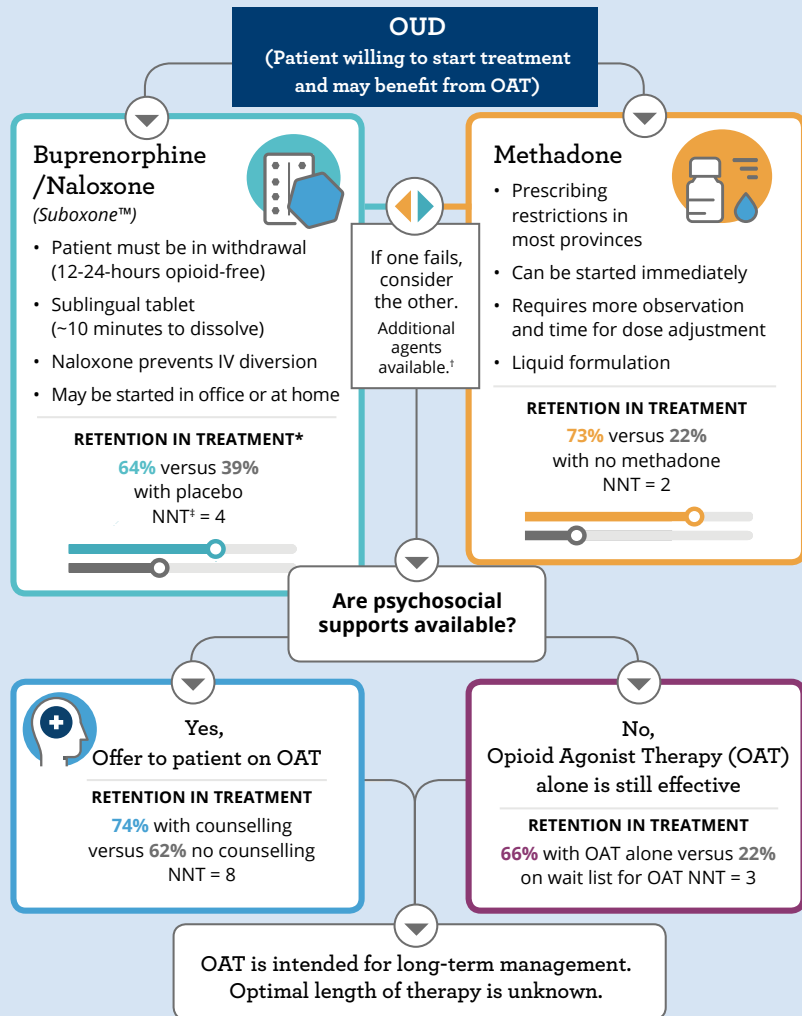 OUD
(Patient willing to start treatment
and may benefit from OAT)
Buprenorphine
/Naloxone
(Suboxone™)
• Patient must be in withdrawal
(12-24-hours opioid-free)
• Sublingual tablet
(~10 minutes to dissolve)
• Naloxone prevents IV diversion
• May be started in office or at home
RETENTION IN TREATMENT*
64% versus 39%
with placebo
NNT‡ = 4
If one fails,
consider
the other.
Additional
agents
available.†
Methadone
• Prescribing
restrictions in
most provinces
• Can be started immediately
• Requires more observation
and time for dose adjustment
• Liquid formulation
RETENTION IN TREATMENT
73% versus 22%
with no methadone
NNT = 2
Are psychosocial
supports available?
Yes,
Offer to patient on OAT
RETENTION IN TREATMENT
74% with counselling
versus 62% no counselling
NNT = 8
No,
Opioid Agonist Therapy (OAT)
alone is still effective
RETENTION IN TREATMENT
66% with OAT alone versus 22%
on wait list for OAT NNT = 3
OAT is intended for long-term management.
Optimal length of therapy is unknown.